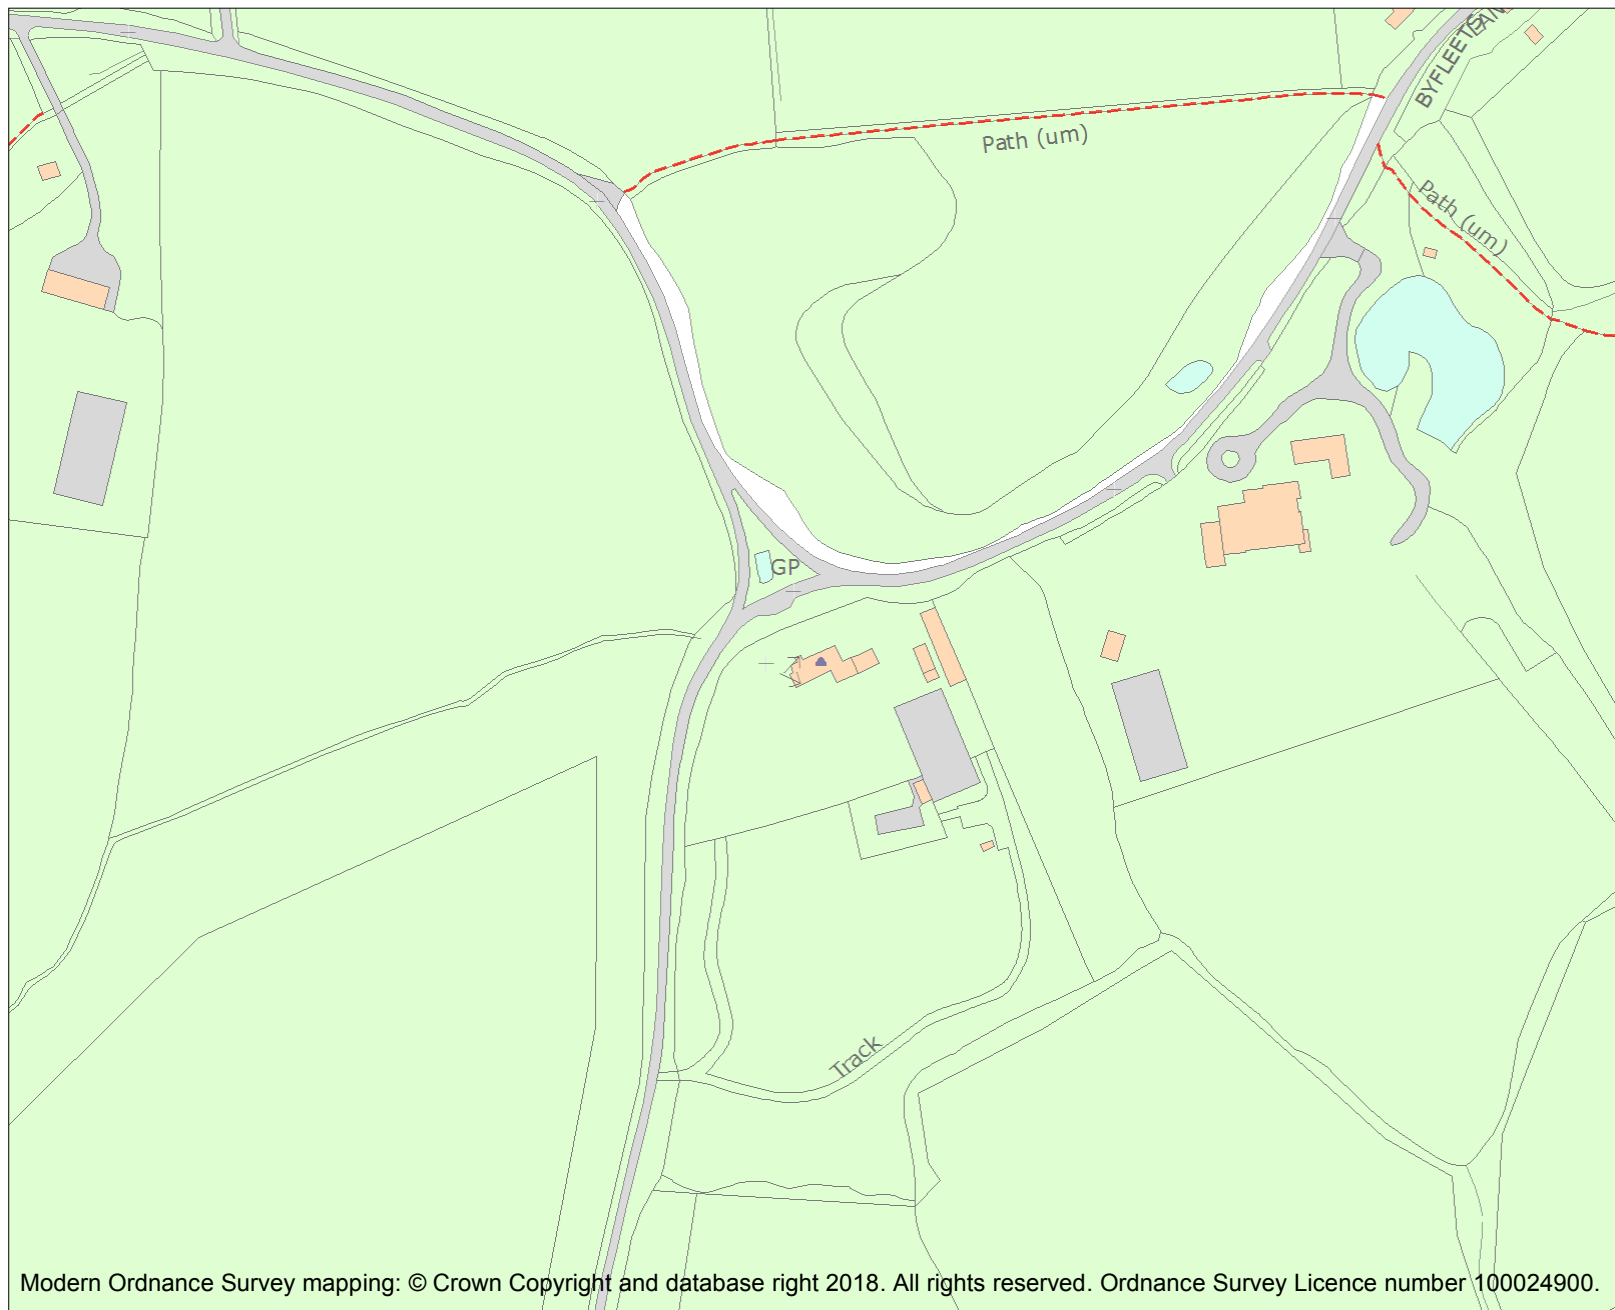 BYFLEETS LAN
Path (um)
Path (um)
GP
Track
Modern Ordnance Survey mapping: © Crown Copyright and database right 2018. All rights reserved. Ordnance Survey Licence number 100024900.